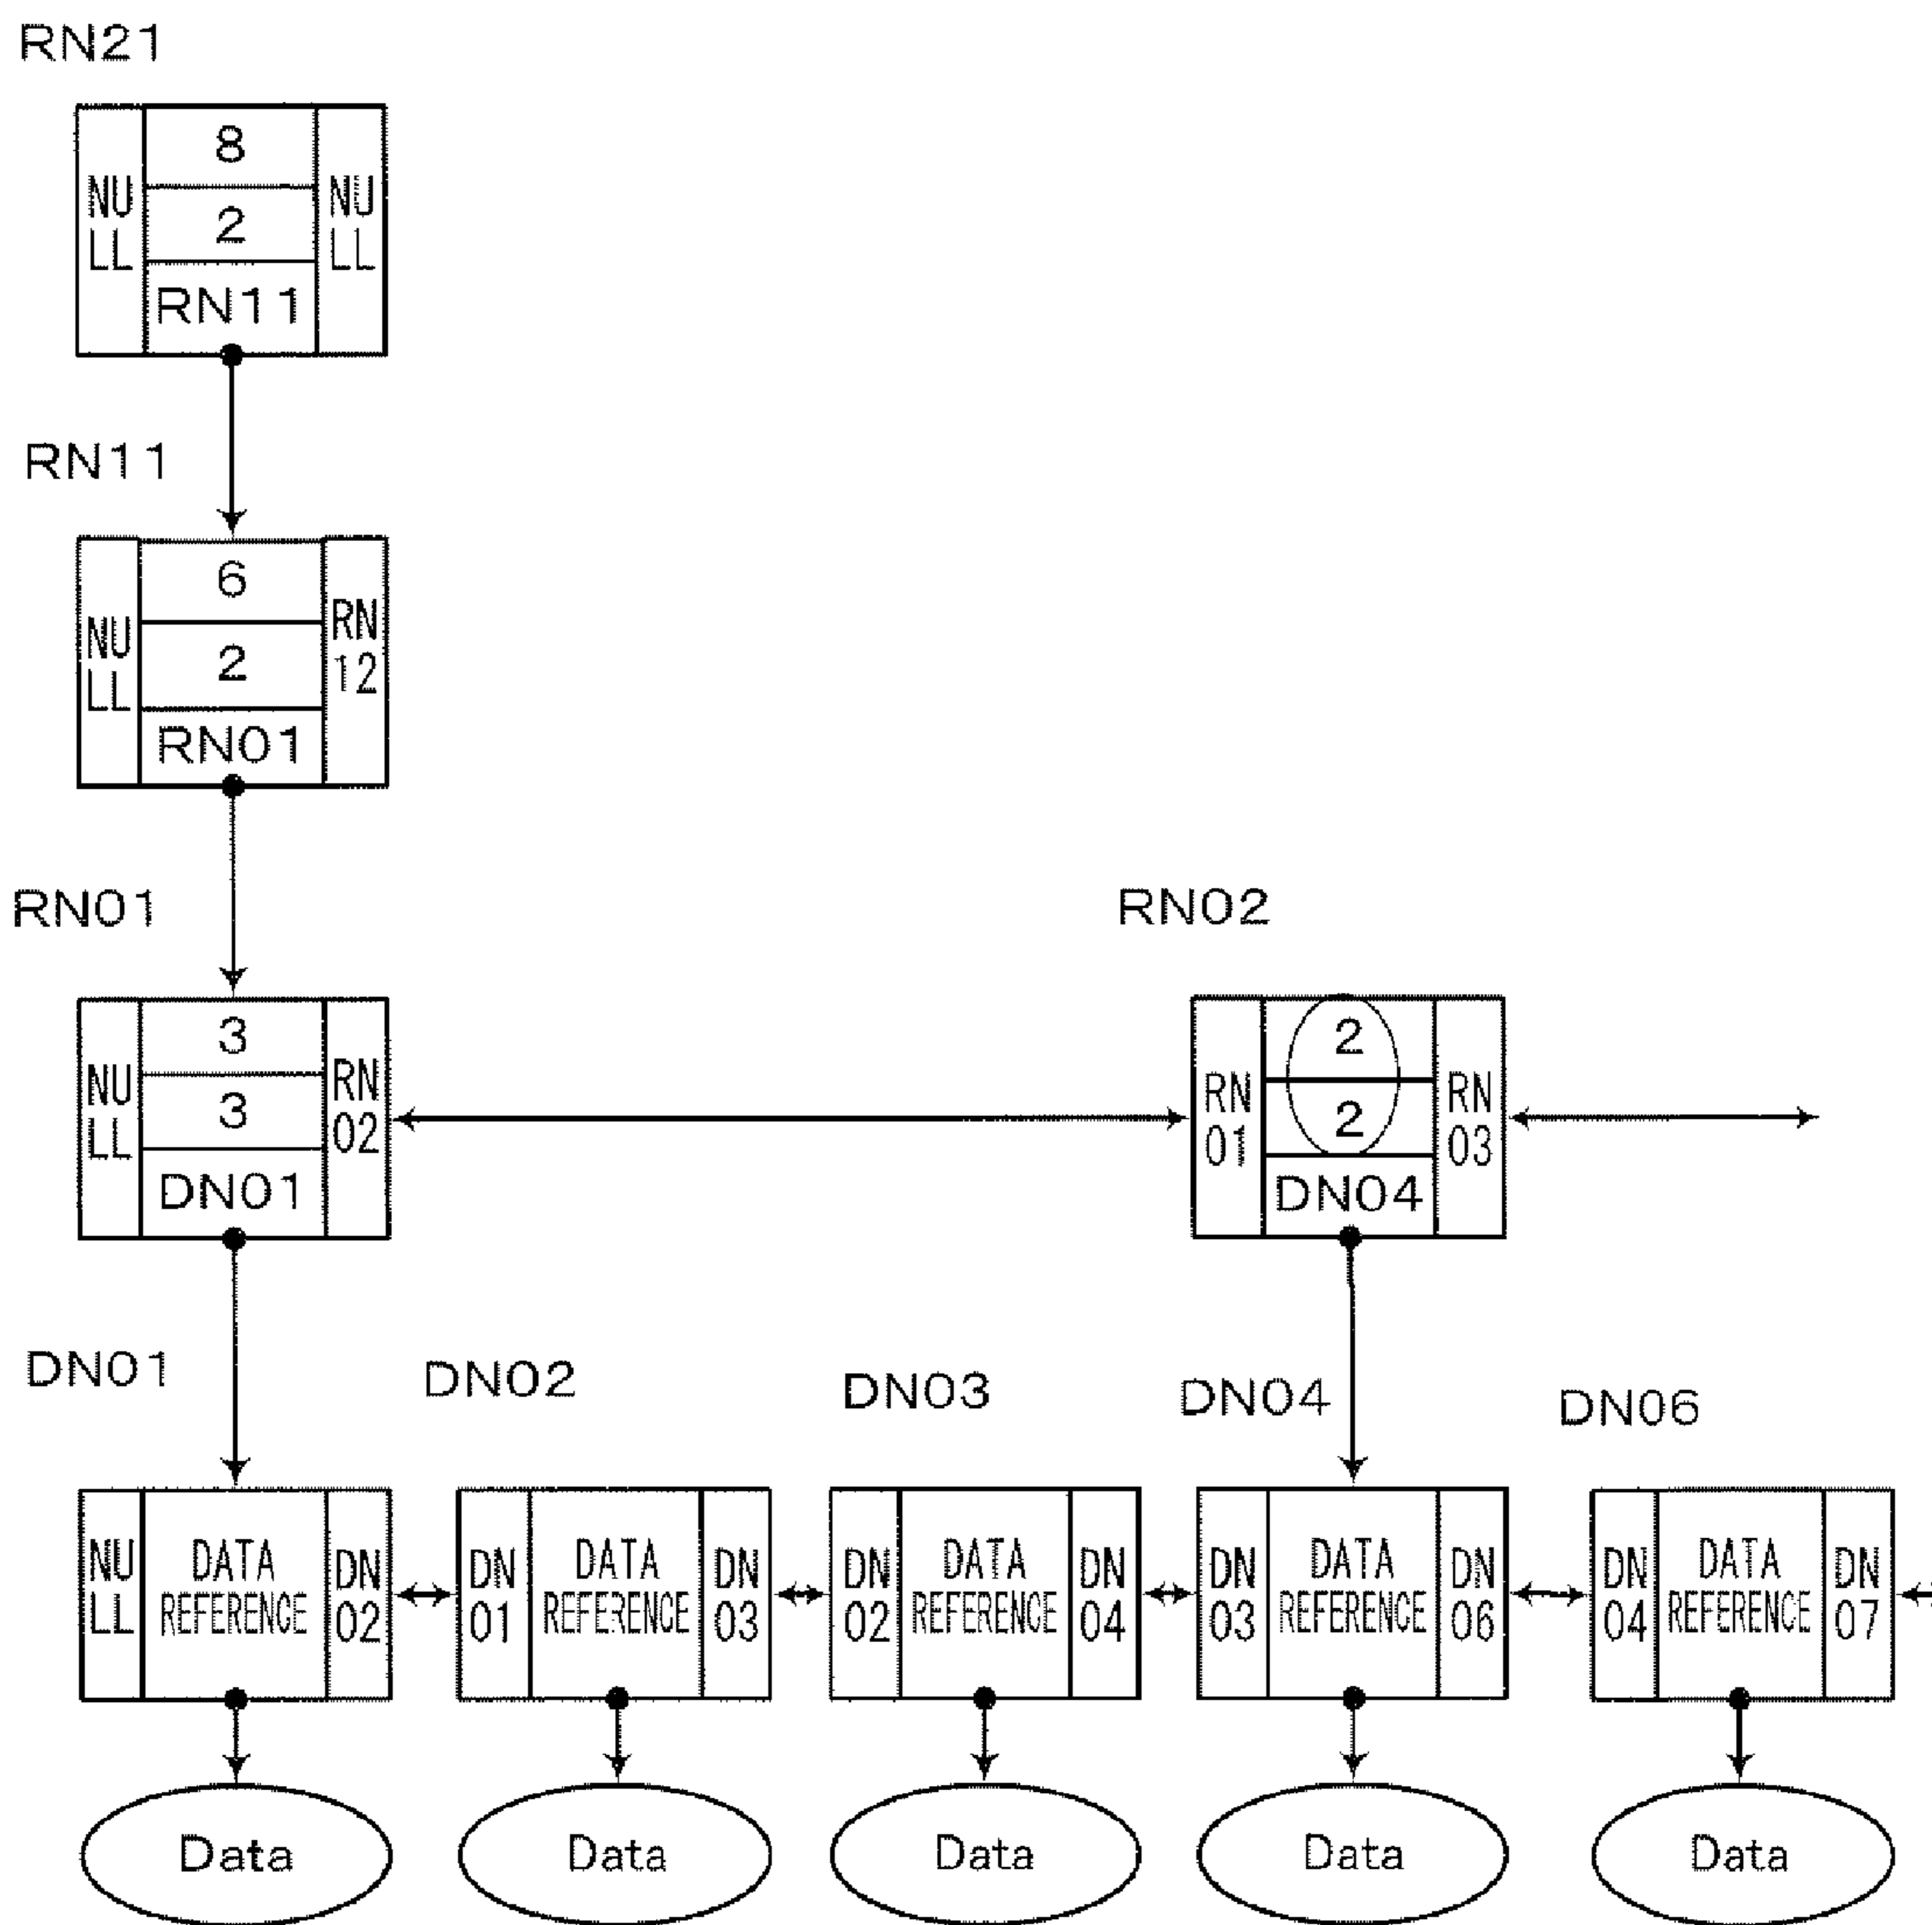 RN21
NU
LL
8
2
RN11
NU
LL
RN11
NU
LL
6
2
RN01
RN
12
RN01
NU
LL
3
3
DN01
RN
02
RN02
RN
01
2
2
DN04
RN
03
DN01
DN02
DN03
DN04
DN06
NU
LL
DATA
REFERENCE
DN
02
DN
01
DATA
REFERENCE
DN
03
DN
02
DATA
REFERENCE
DN
04
DN
03
DATA
REFERENCE
DN
06
DN
04
DATA
REFERENCE
DN
07
Data
Data
Data
Data
Data